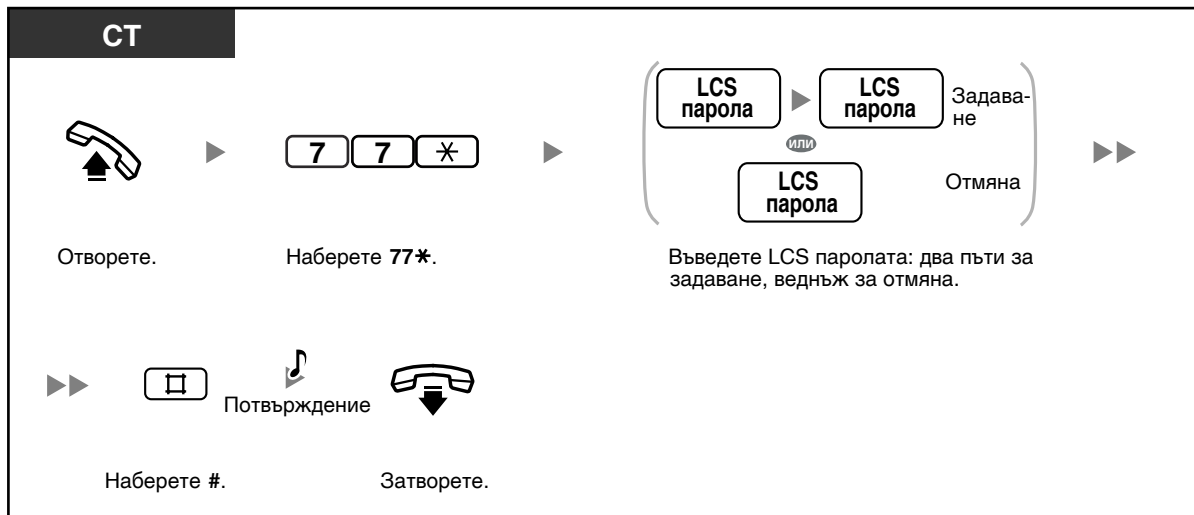 СТ
LCS парола
LCS парола
Задава-
не
или
LCS парола
Отмяна
7 7 *
Отворете.
Наберете 77*.
Въведете LCS паролата: два пъти за
задаване, веднъж за отмяна.
#
Потвърждение
Наберете #.
Затворете.